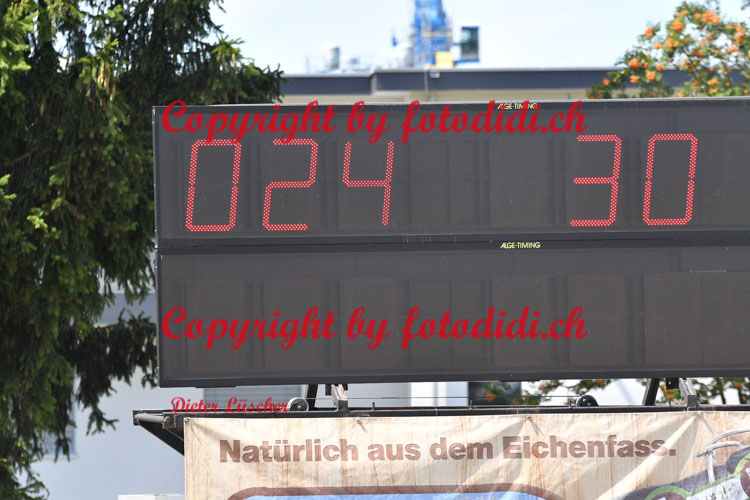 ALGE-TIMING
Copyright by fotodidi.ch
024 30
ALGE-TIMING
Copyright by fotodidi.ch
Dieter Lüscher
Natürlich aus dem Eichenfass.